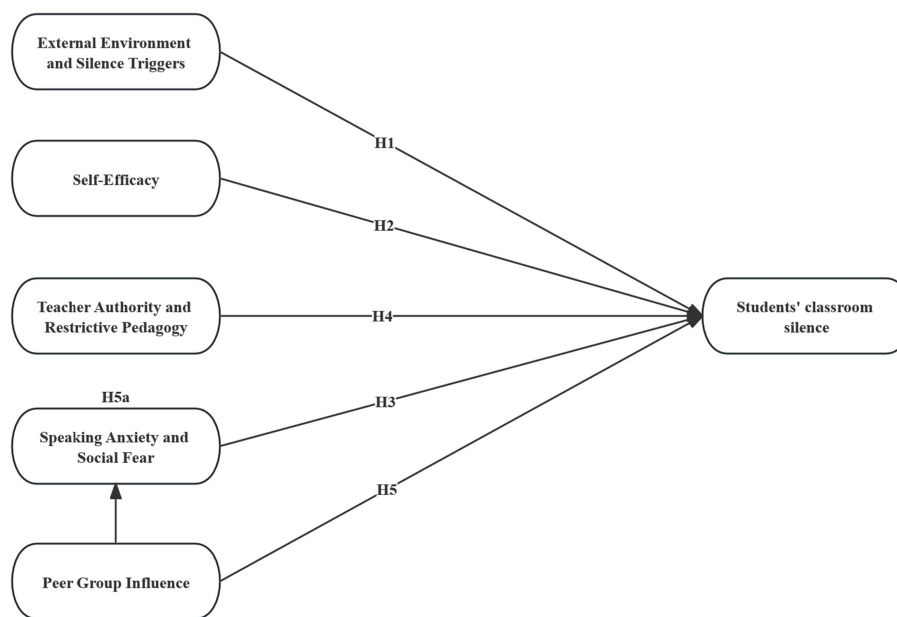 External Environment
and Silence Triggers
H1
Self-Efficacy
H2
Teacher Authority and
Restrictive Pedagogy
H4
Students' classroom
silence
H5a
H3
Speaking Anxiety and
Social Fear
H5
Peer Group Influence